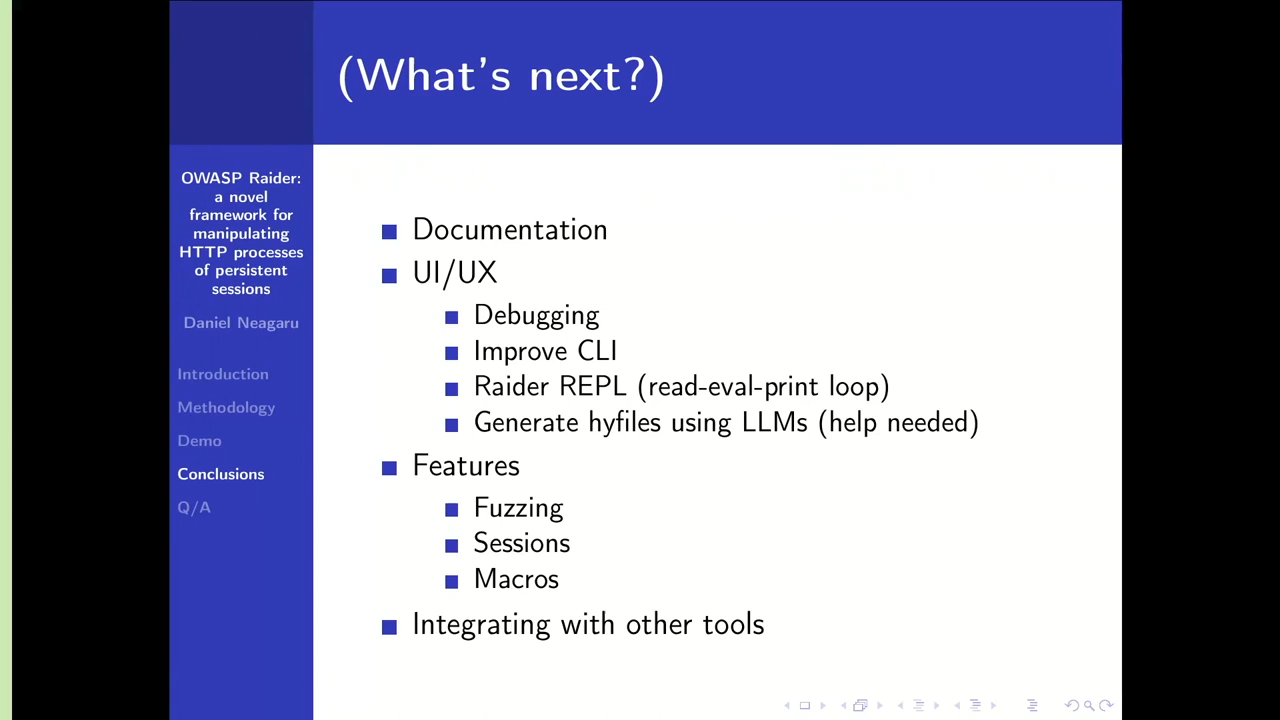 (What's next?)
OWASP Raider:
a novel
framework for
manipulating
HTTP processes
of persistent
sessions
Daniel Neagaru
Introduction
Methodology
Demo
Conclusions
Q/A
Documentation
UI/UX
Debugging
Improve CLI
Raider REPL (read-eval-print loop)
Generate hyfiles using LLMs (help needed)
Features
Fuzzing
Sessions
Macros
Integrating with other tools